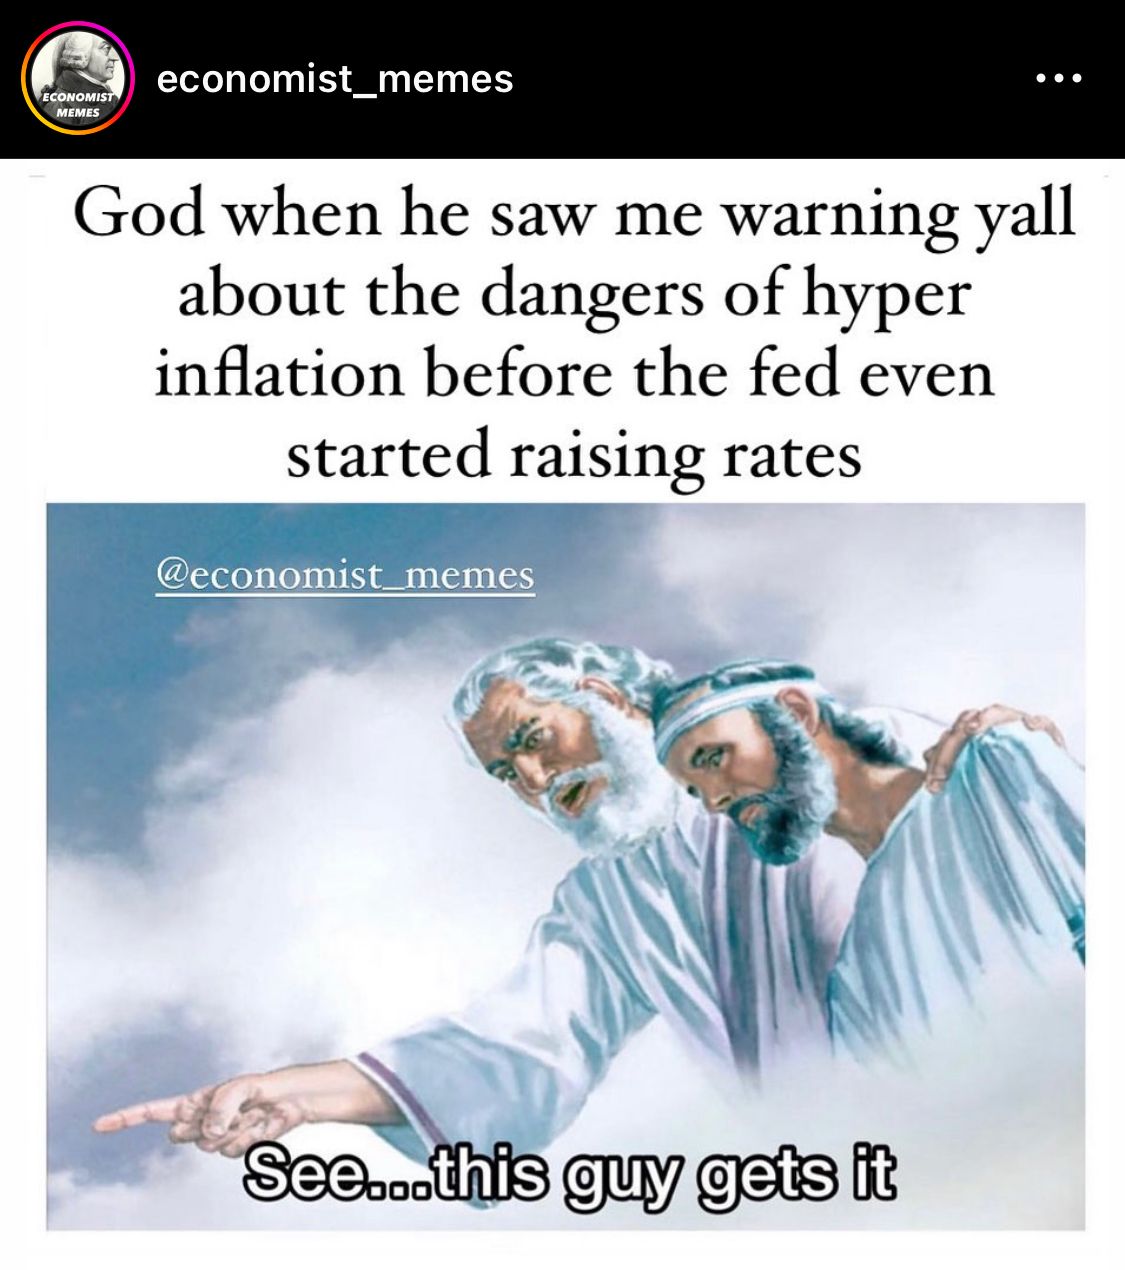 ECONOMIST
MEMES
economist_memes
God when he saw me warning yall
about the dangers of hyper
inflation before the fed even
started raising rates
@economist_memes
See...this guy gets it